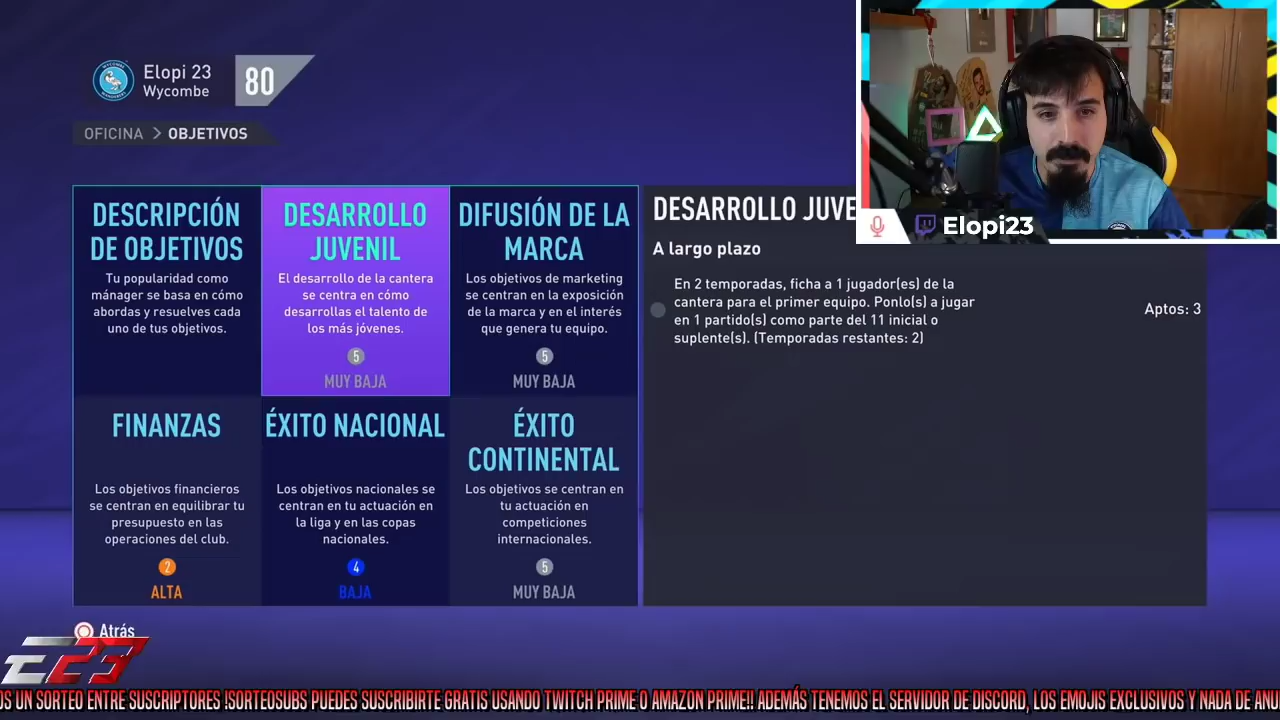 Elopi 23
Wycombe
80
OFICINA > OBJETIVOS
DESCRIPCIÓN
DE OBJETIVOS
Tu popularidad como
mánager se basa en cómo
abordas y resuelves cada
uno de tus objetivos.
DESARROLLO
JUVENIL
El desarrollo de la cantera
se centra en cómo
desarrollas el talento de
los más jóvenes.
5
MUY BAJA
DIFUSIÓN DE LA
MARCA
Los objetivos de marketing
se centran en la exposición
de la marca y en el interés
que genera tu equipo.
5
MUY BAJA
FINANZAS
Los objetivos financieros
se centran en equilibrar tu
presupuesto en las
operaciones del club.
2
ALTA
ÉXITO NACIONAL
Los objetivos nacionales se
centran en tu actuación en
la liga y en las copas
nacionales.
4
BAJA
ÉXITO
CONTINENTAL
Los objetivos se centran en
tu actuación en
competiciones
internacionales.
5
MUY BAJA
DESARROLLO JUVE
A largo plazo
En 2 temporadas, ficha a 1 jugador(es) de la
cantera para el primer equipo. Ponlo(s) a jugar
en 1 partido(s) como parte del 11 inicial o
suplente(s). (Temporadas restantes: 2)
Aptos: 3
Elopi23
Atrás
E23
OS UN SORTEO ENTRE SUSCRIPTORES !SORTEOSUBS PUEDES SUSCRIBIRTE GRATIS USANDO TWITCH PRIME O AMAZON PRIME!! ADEMÁS TENEMOS EL SERVIDOR DE DISCORD, LOS EMOJIS EXCLUSIVOS Y NADA DE ANU